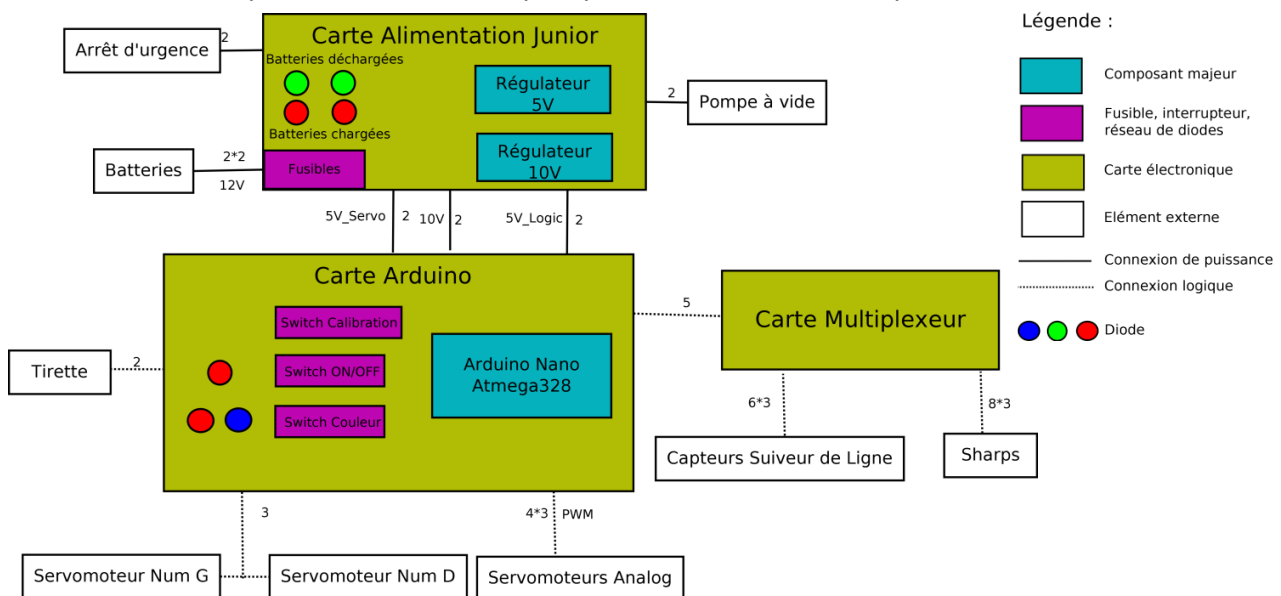 Carte Alimentation Junior
Arrêt d'urgence
2
Batteries déchargées
Batteries chargées
Régulateur
5V
Régulateur
10V
2
Pompe à vide
Batteries
2*2
12V
Fusibles
5V_Servo
2
10V
2
5V_Logic
2
Carte Arduino
Switch Calibration
Switch ON/OFF
Switch Couleur
Arduino Nano
Atmega328
Tirette
2
5
Carte Multiplexeur
6*3
8*3
Capteurs Suiveur de Ligne
Sharps
3
4*3
PWM
Servomoteur Num G
Servomoteur Num D
Servomoteurs Analog
Légende :
Composant majeur
Fusible, interrupteur,
réseau de diodes
Carte électronique
Elément externe
Connexion de puissance
Connexion logique
Diode